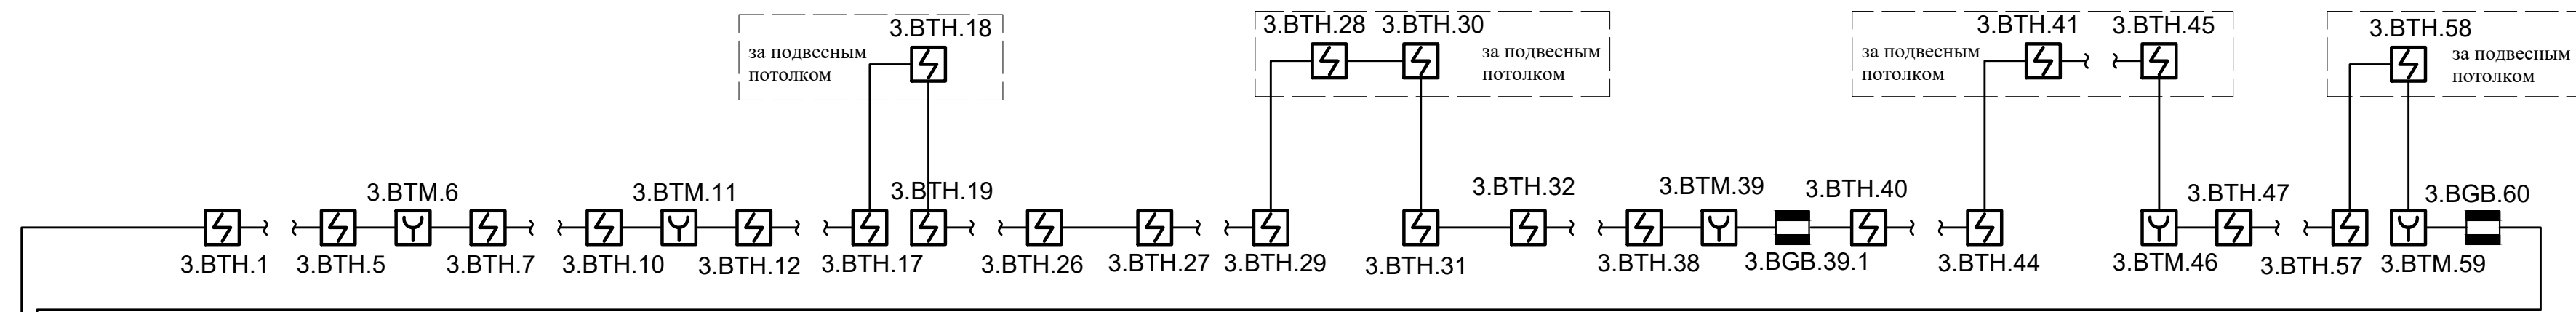 3.BTH.18
за подвесным
потолком
3.BTH.28 3.BTH.30
за подвесным
потолком
3.BTH.41 3.BTH.45
за подвесным
потолком
3.BTH.58
за подвесным
потолком
3.BTM.6
3.BTM.11
3.BTH.19
3.BTH.32
3.BTM.39
3.BTH.40
3.BTH.47
3.BGB.60
3.BTH.1
3.BTH.5
3.BTH.7
3.BTH.10
3.BTH.12
3.BTH.17
3.BTH.26
3.BTH.27
3.BTH.29
3.BTH.31
3.BTH.38
3.BGB.39.1
3.BTH.44
3.BTM.46
3.BTH.57
3.BTM.59